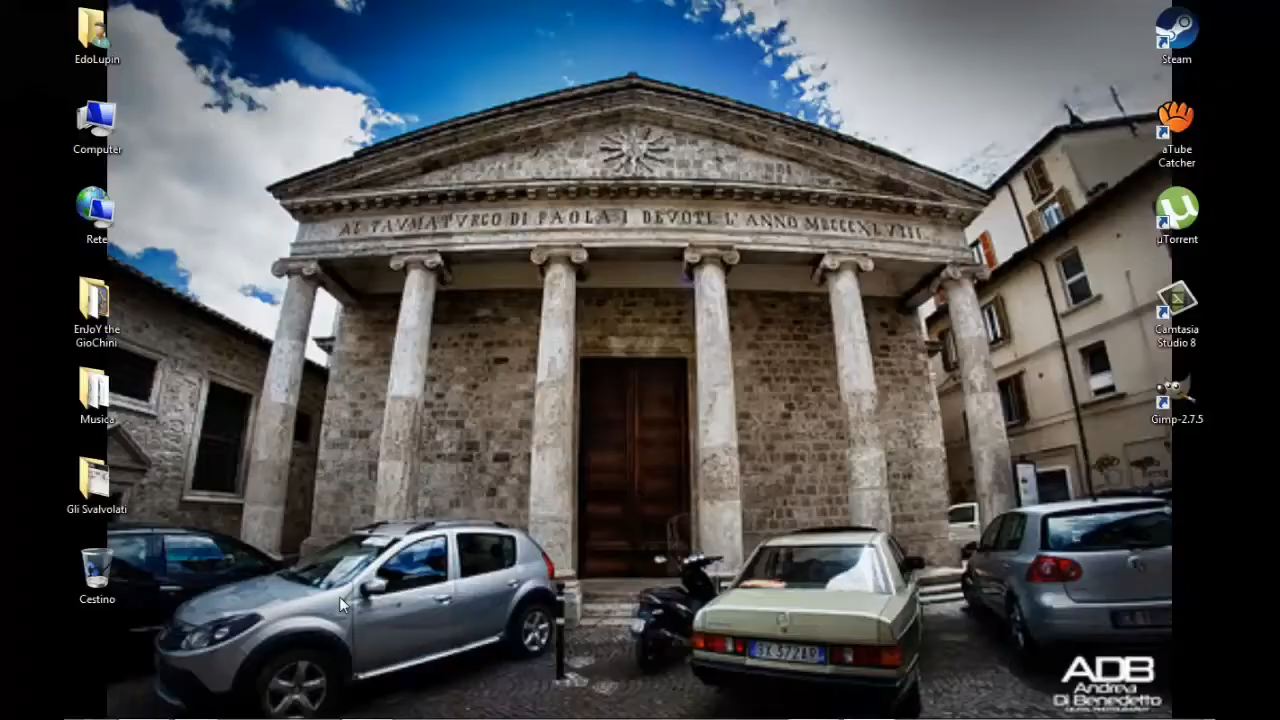 EdoLupin
Computer
Rete
EnJoY the
GioChini
Musica
Gli Svalvolati
Cestino
AL TAVMATVRGO DI PAOLA I DEVOTI L'ANNO MDCCCXLVIII
Steam
aTube
Catcher
µTorrent
Camtasia
Studio 8
Gimp-2.7.5
ADB
Andrea
Di Benedetto